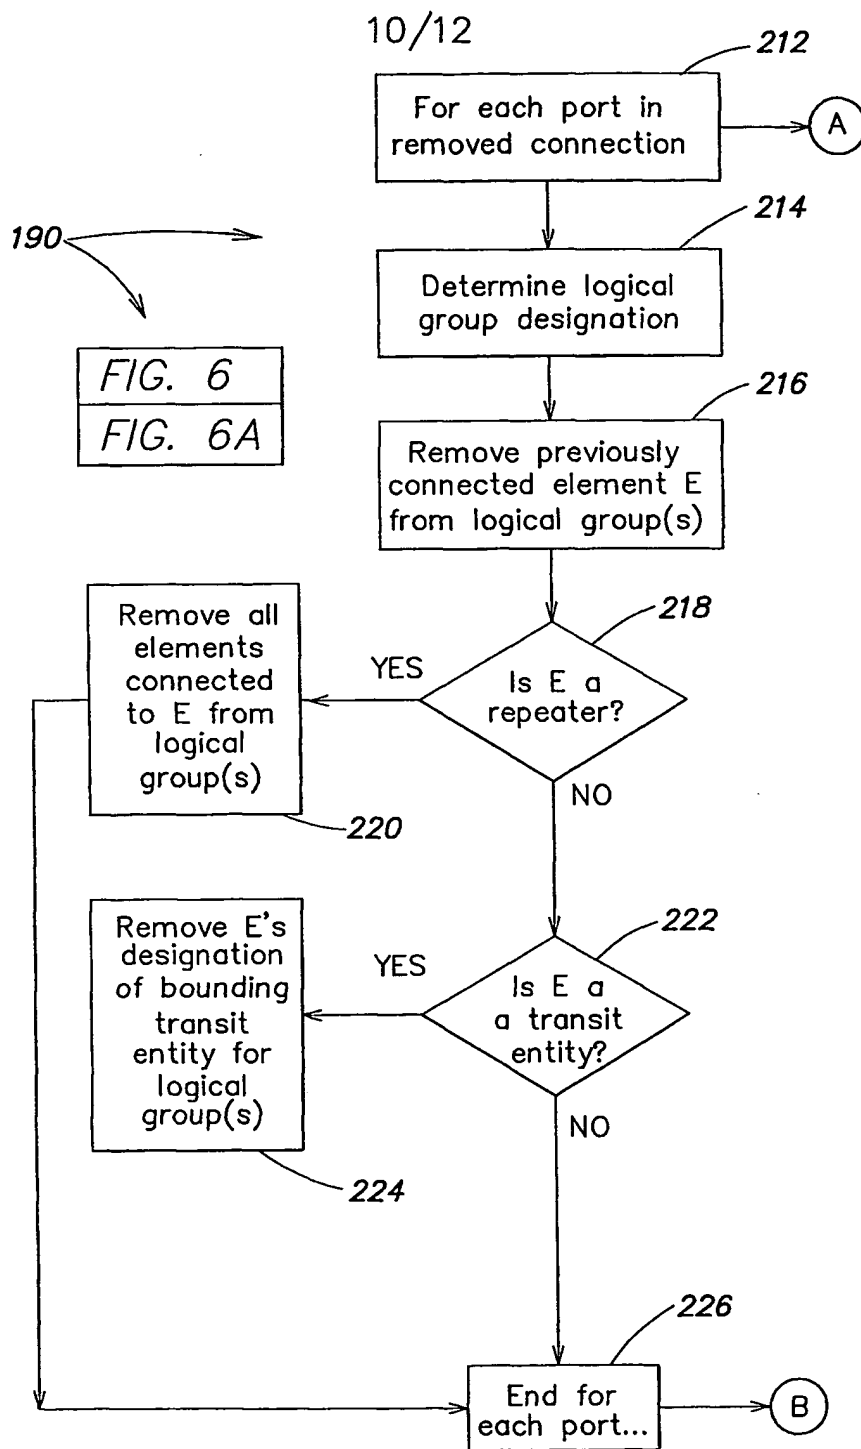 10/12
212
For each port in
removed connection
A
214
190
Determine logical
group designation
FIG. 6
FIG. 6A
216
Remove previously
connected element E
from logical group(s)
218
Remove all
elements
connected
to E from
logical
group(s)
YES
Is E a
repeater?
220
NO
222
Remove E's
designation
of bounding
transit
entity for
logical
group(s)
YES
Is E a
a transit
entity?
224
NO
226
End for
each port...
B